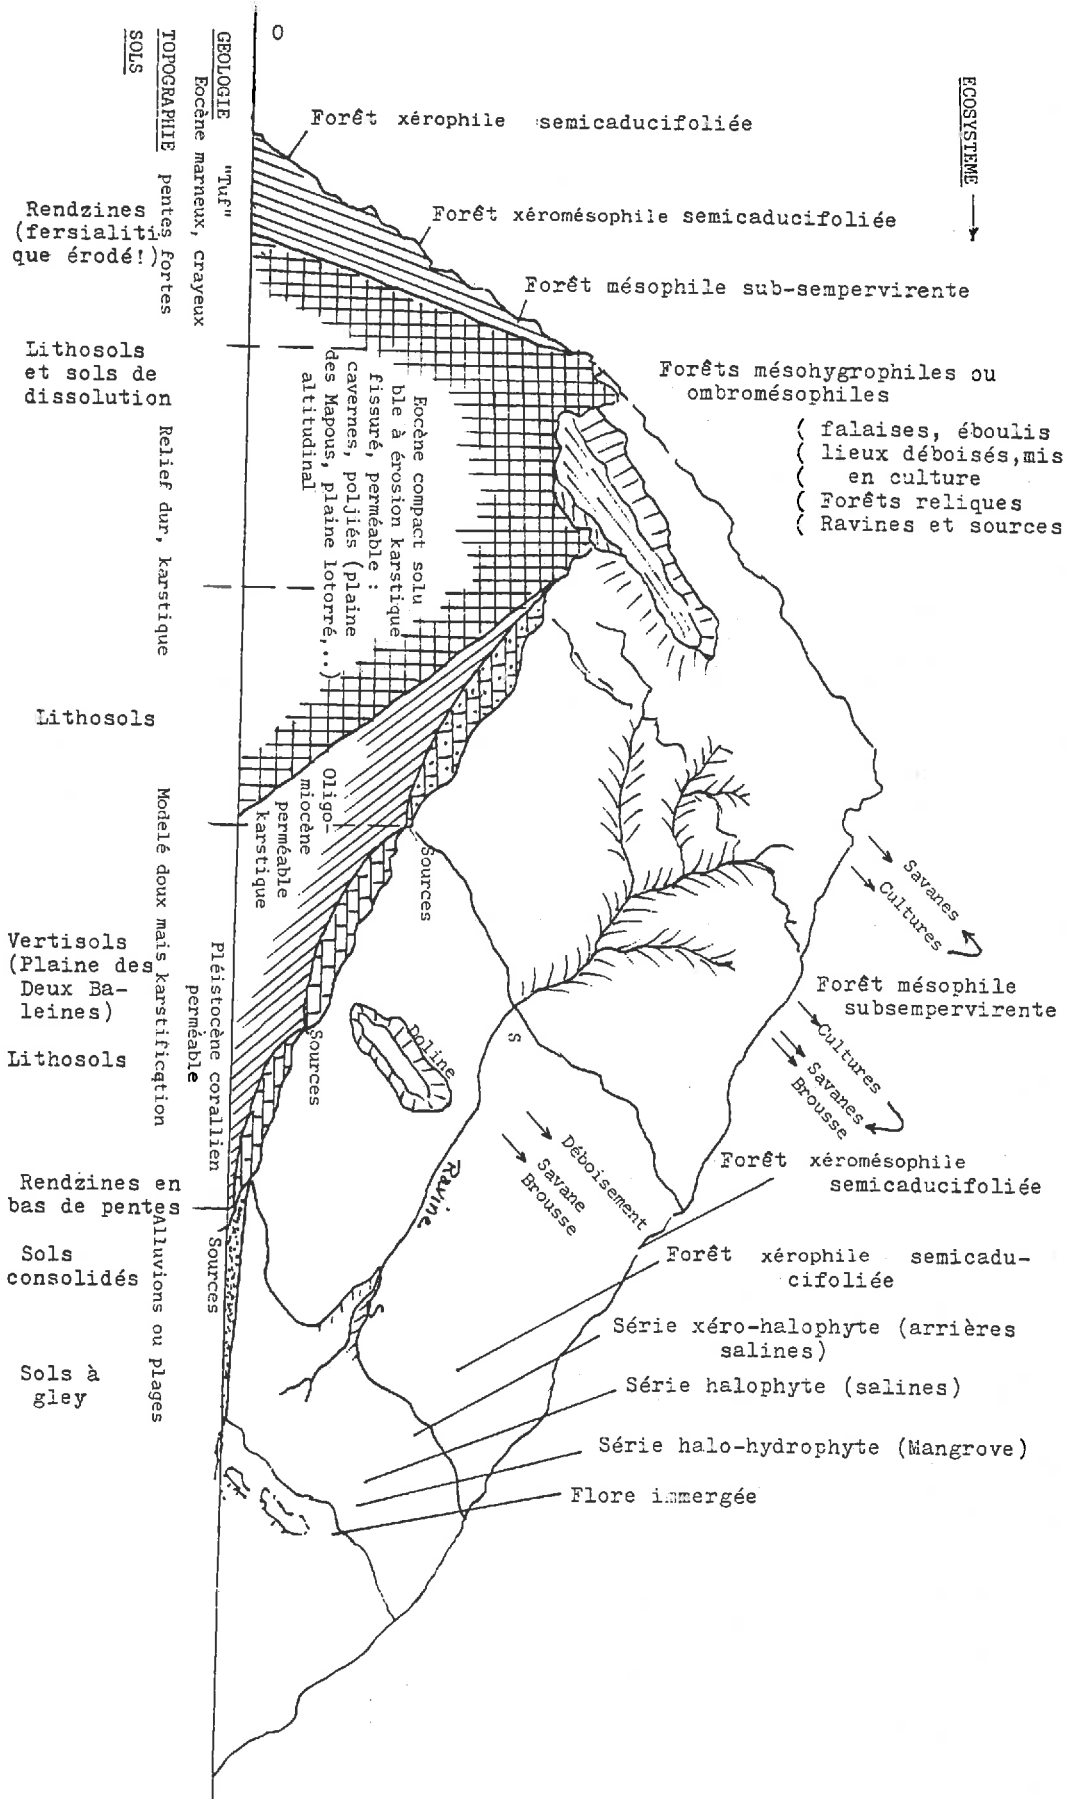 O
GEOLOGIE
"Tuf"
Eocène marneux, crayeux
TOPOGRAPHIE
pentes fortes
SOLS
ECOSYSTEME
Forêt xérophile semicaducifoliée
Forêt xéromésophile semicaducifoliée
Forêt mésophile sub-sempervirente
Rendzines
(fersialiti
que érodé!)
Lithosols
et sols de
dissolution
Forêts mésohygrophiles ou
ombromésophiles
( falaises, éboulis
( lieux déboisés,mis
( en culture
( Forêts reliques
( Ravines et sources
Eocène compact solu
ble à érosion karstique
fissuré, perméable :
cavernes, poljiés (plaine
des Mapous, plaine lotorré,..)
altitudinal
Relief dur, karstique
Lithosols
Oligo-
miocène
perméable
karstique
Sources
Modelé doux mais karstificqtion
Savanes
Cultures
Vertisols
(Plaine des
Deux Ba-
leines)
Lithosols
Pléistocène corallien
perméable
Sources
Doline
S
Forêt mésophile
subsempervirente
Cultures
Savanes
Brousse
Déboisement
Savane
Brousse
Ravine
Forêt xéromésophile
semicaducifoliée
Rendzines en
bas de pentes
Sols
consolidés
Sources
Alluvions ou plages
Sols à
gley
Forêt xérophile semicadu-
cifoliée
Série xéro-halophyte (arrières
salines)
Série halophyte (salines)
Série halo-hydrophyte (Mangrove)
Flore immergée
S